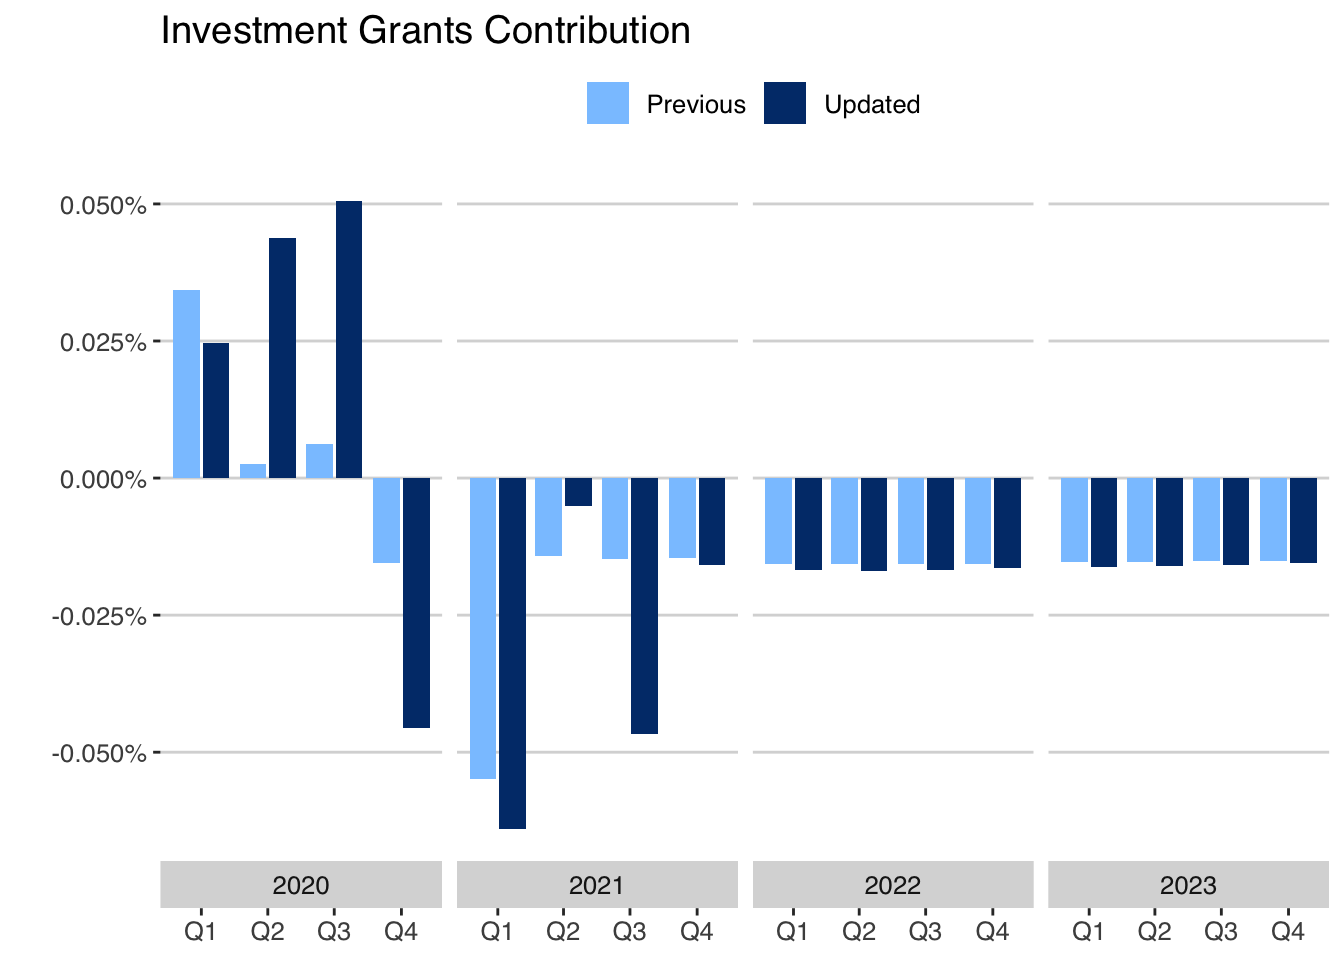 Investment Grants Contribution
Previous Updated
0.050%
0.025%
0.000%
-0.025%
-0.050%
2020 2021 2022 2023
Q1 Q2 Q3 Q4 Q1 Q2 Q3 Q4 Q1 Q2 Q3 Q4 Q1 Q2 Q3 Q4